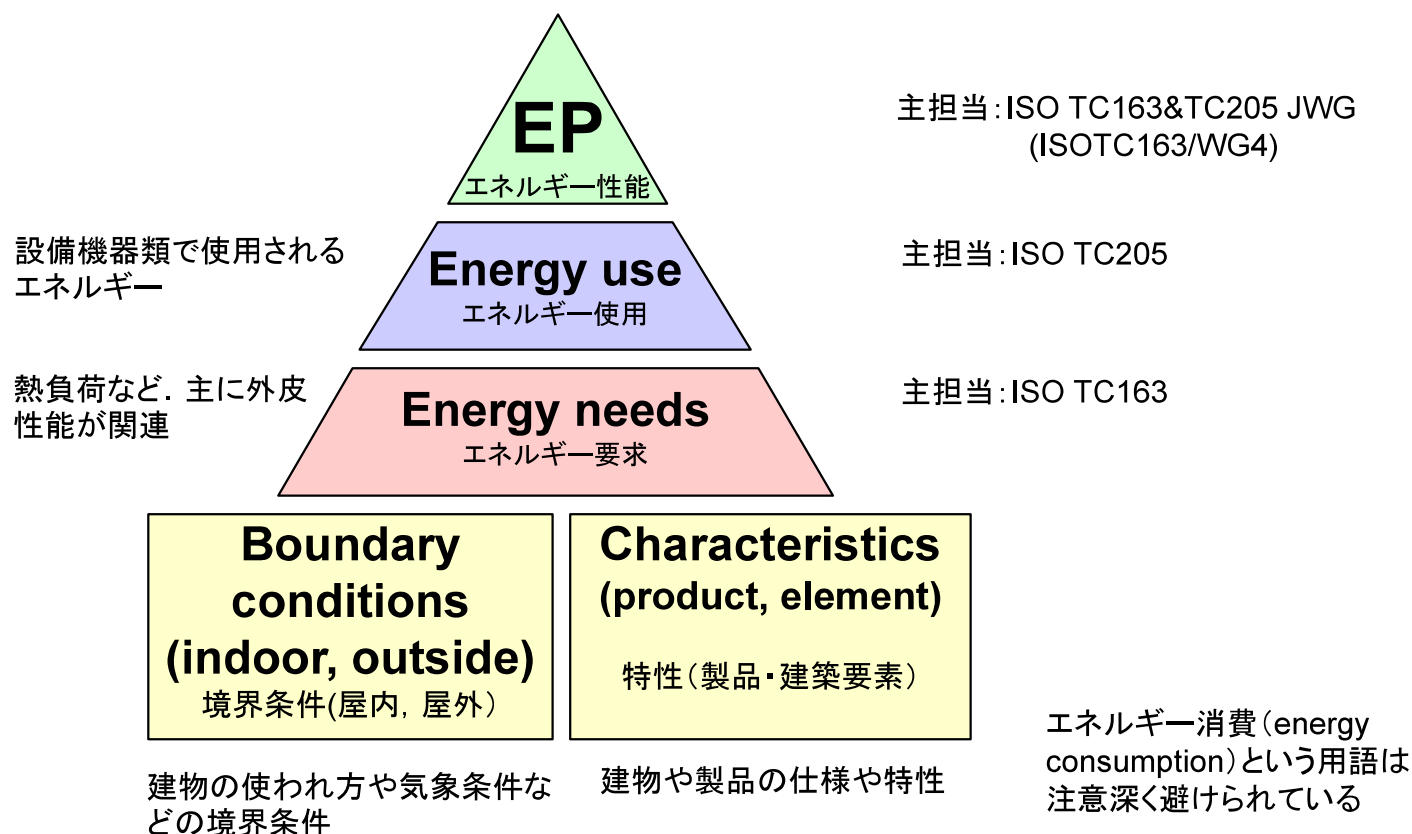 EP
エネルギー性能
主担当：ISO TC163&TC205 JWG
(ISOTC163/WG4)
設備機器類で使用される
エネルギー
Energy use
エネルギー使用
主担当：ISO TC205
熱負荷など．主に外皮
性能が関連
Energy needs
エネルギー要求
主担当：ISO TC163
Boundary
conditions
(indoor, outside)
境界条件(屋内，屋外）
Characteristics
(product, element)
特性（製品・建築要素）
建物の使われ方や気象条件な
どの境界条件
建物や製品の仕様や特性
エネルギー消費（energy
consumption）という用語は
注意深く避けられている